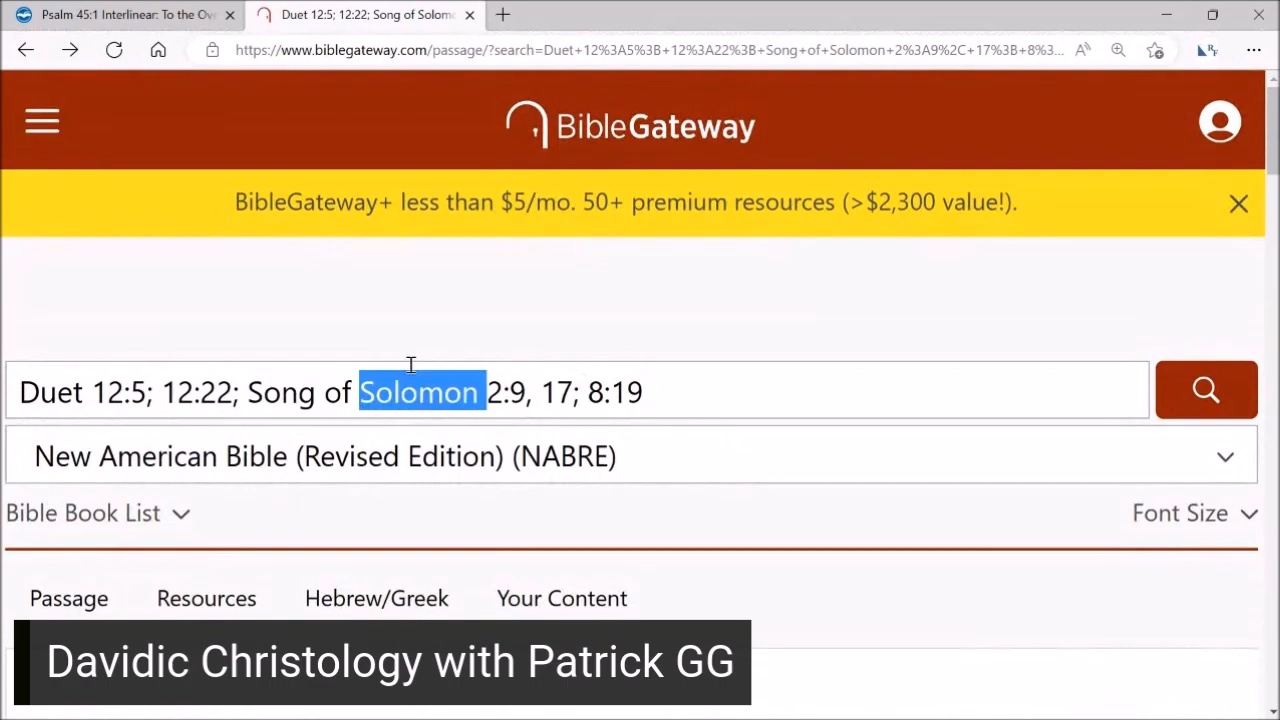 Psalm 45:1 Interlinear: To the Ove
Duet 12:5; 12:22; Song of Solomo
https://www.biblegateway.com/passage/?search=Duet+12%3A5%3B+12%3A22%3B+Song+of+Solomon+2%3A9%2C+17%3B+8%3...
BibleGateway
BibleGateway+ less than $5/mo. 50+ premium resources (>$2,300 value!).
Duet 12:5; 12:22; Song of Solomon 2:9, 17; 8:19
New American Bible (Revised Edition) (NABRE)
Bible Book List
Font Size
Passage
Resources
Hebrew/Greek
Your Content
Davidic Christology with Patrick GG